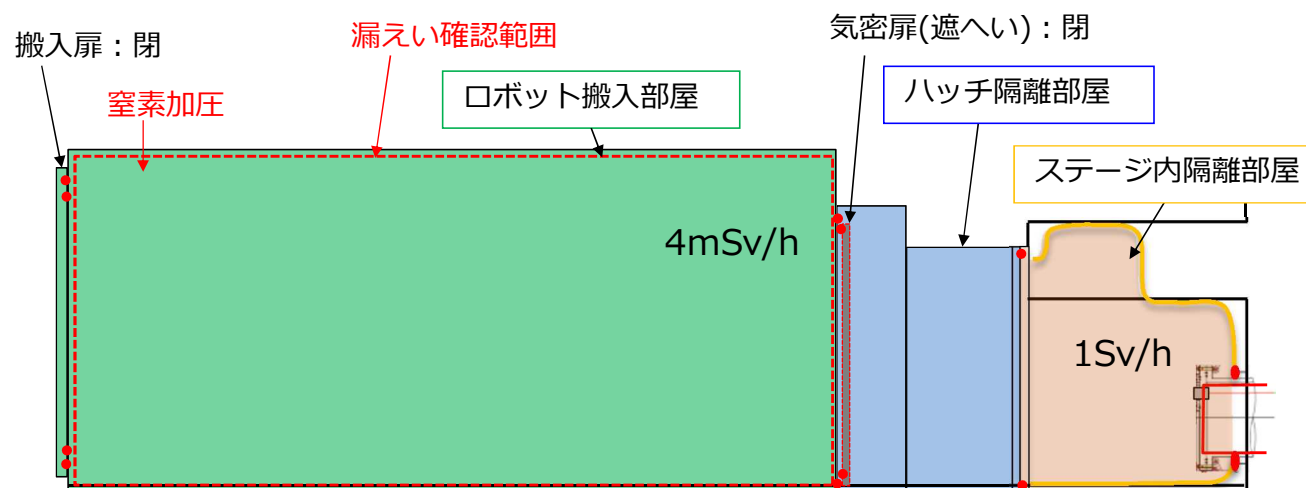 搬入扉：閉
漏えい確認範囲
気密扉(遮へい)：閉
窒素加圧
ロボット搬入部屋
ハッチ隔離部屋
ステージ内隔離部屋
4mSv/h
1Sv/h